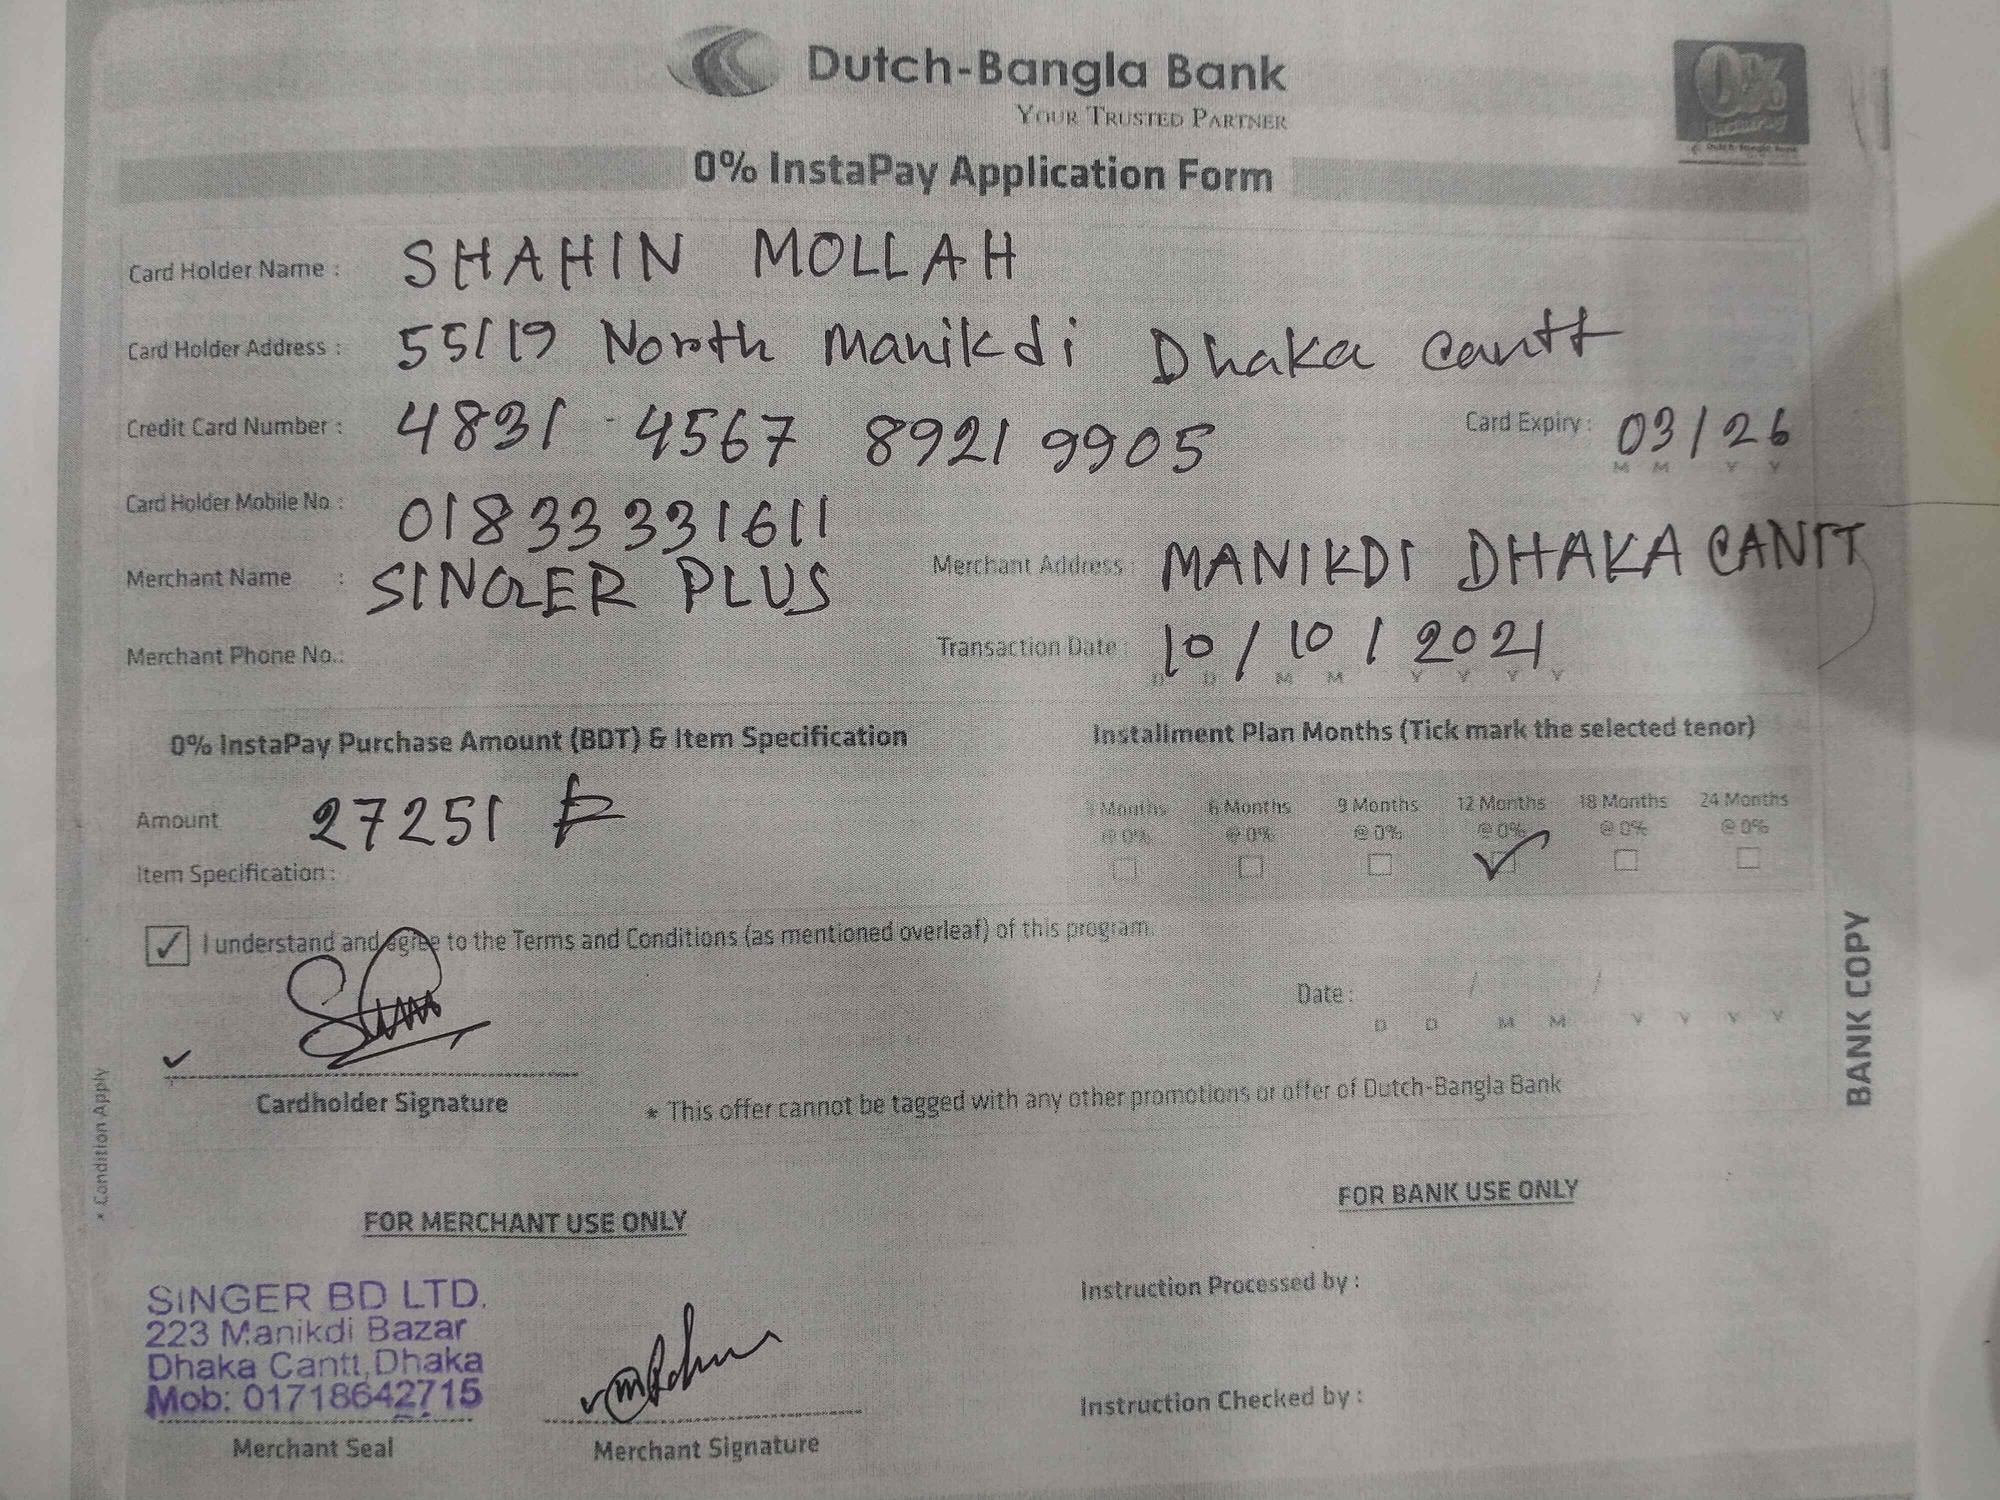 Dutch-Bangla Bank
YOUR TRUSTED PARTNER
0%
0% InstaPay Application Form
Card Holder Name : SHAHIN MOLLAH
Card Holder Address : 55/19 North Manikdi Dhaka Cantt
Credit Card Number : 4831 4567 8921 9905 Card Expiry : 03/26
M M Y Y
Card Holder Mobile No : 01833331611
Merchant Name : SINGER PLUS Merchant Address : MANIKDI DHAKA CANTT
Merchant Phone No.: Transaction Date : 10/10/2021
D D M M Y Y Y Y
0% InstaPay Purchase Amount (BDT) & Item Specification Installment Plan Months (Tick mark the selected tenor)
Amount 27251
Months 6 Months 9 Months 12 Months 18 Months 24 Months
@ 0% @ 0% @ 0% @ 0% @ 0% @ 0%
Item Specification :
✓ I understand and agree to the Terms and Conditions (as mentioned overleaf) of this program.
Date : / /
D D M M Y Y Y Y
Cardholder Signature
* This offer cannot be tagged with any other promotions or offer of Dutch-Bangla Bank
* Condition Apply
BANK COPY
FOR MERCHANT USE ONLY FOR BANK USE ONLY
SINGER BD LTD.
223 Manikdi Bazar
Dhaka Cantt, Dhaka
Mob: 01718642715
Merchant Seal Merchant Signature
Instruction Processed by :
Instruction Checked by :